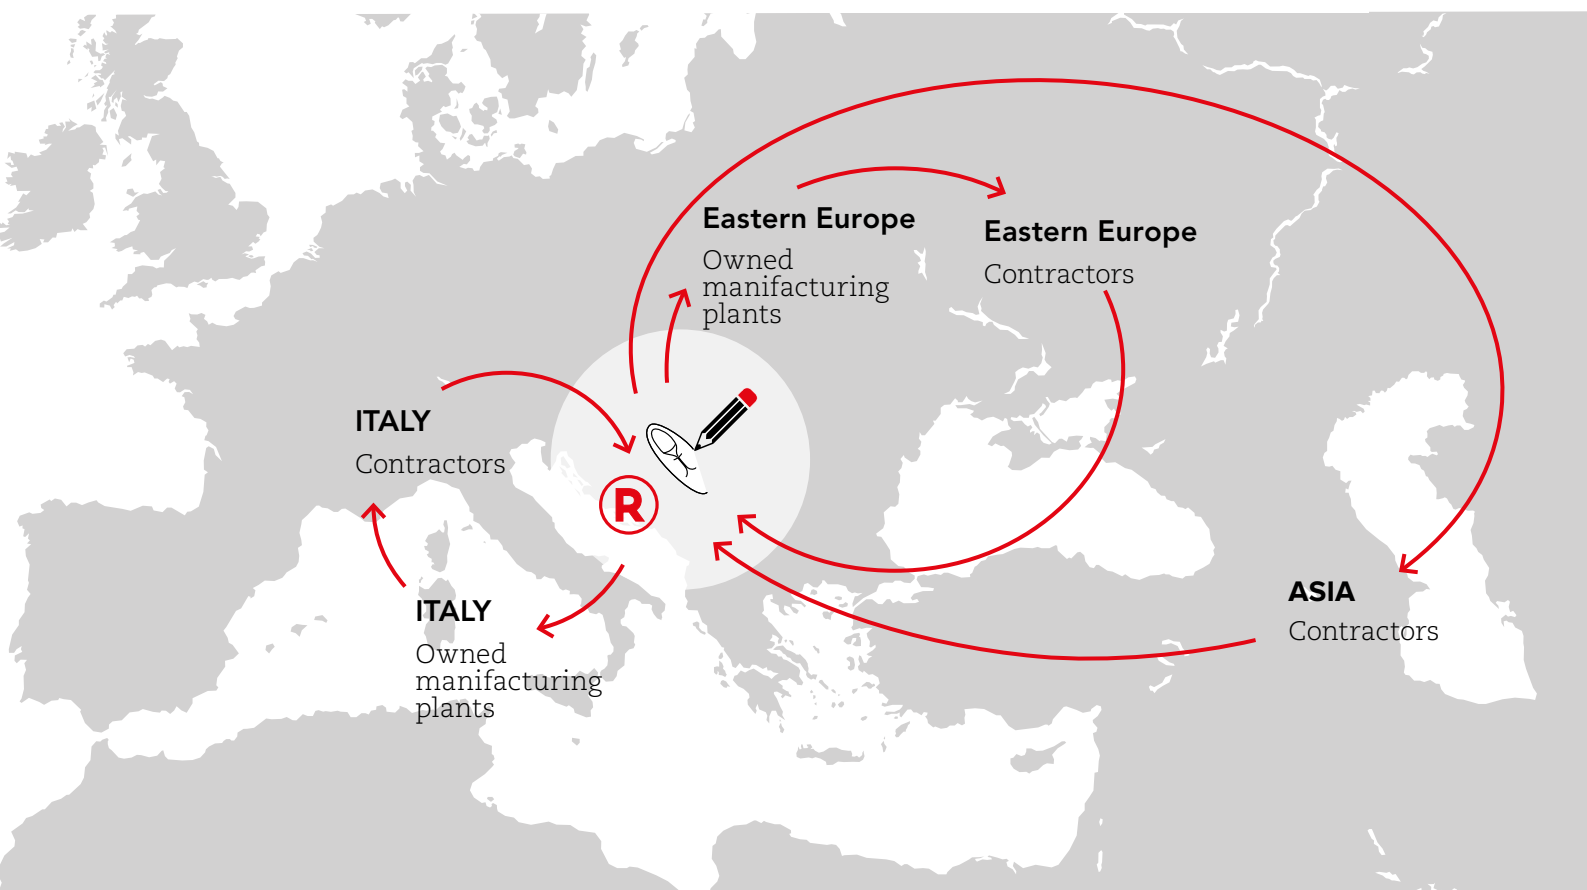 Eastern Europe
Owned
manifacturing
plants
Eastern Europe
Contractors
ITALY
Contractors
R
ITALY
Owned
manifacturing
plants
ASIA
Contractors